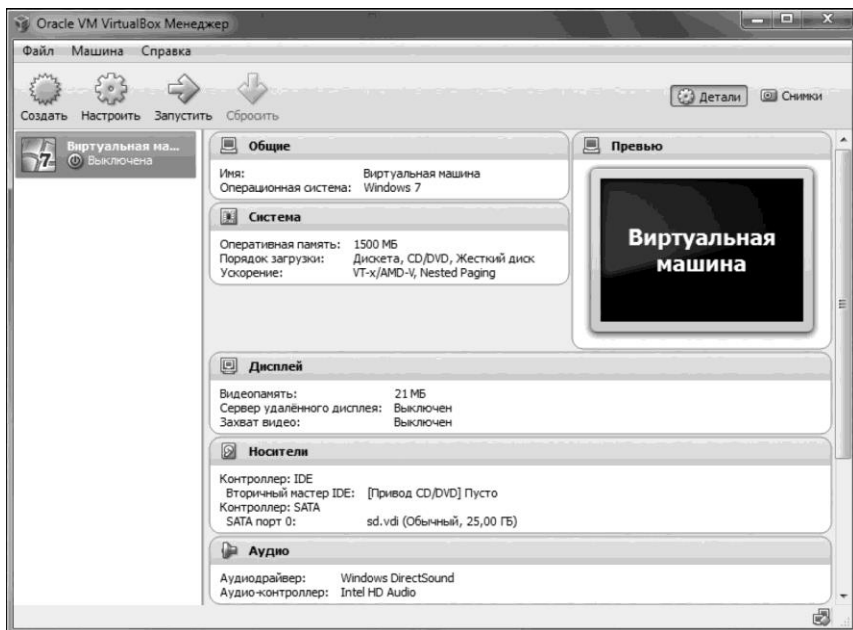 Oracle VM VirtualBox Менеджер
Файл Машина Справка
Создать Настроить Запустить Сбросить
Детали Снимки
Виртуальная ма...
Выключена
7
Общие
Имя: Виртуальная машина
Операционная система: Windows 7
Система
Оперативная память: 1500 МБ
Порядок загрузки: Дискета, CD/DVD, Жесткий диск
Ускорение: VT-x/AMD-V, Nested Paging
Превью
Виртуальная
машина
Дисплей
Видеопамять: 21 МБ
Сервер удалённого дисплея: Выключен
Захват видео: Выключен
Носители
Контроллер: IDE
Вторичный мастер IDE: [Привод CD/DVD] Пусто
Контроллер: SATA
SATA порт 0: sd.vdi (Обычный, 25,00 ГБ)
Аудио
Аудиодрайвер: Windows DirectSound
Аудио-контроллер: Intel HD Audio